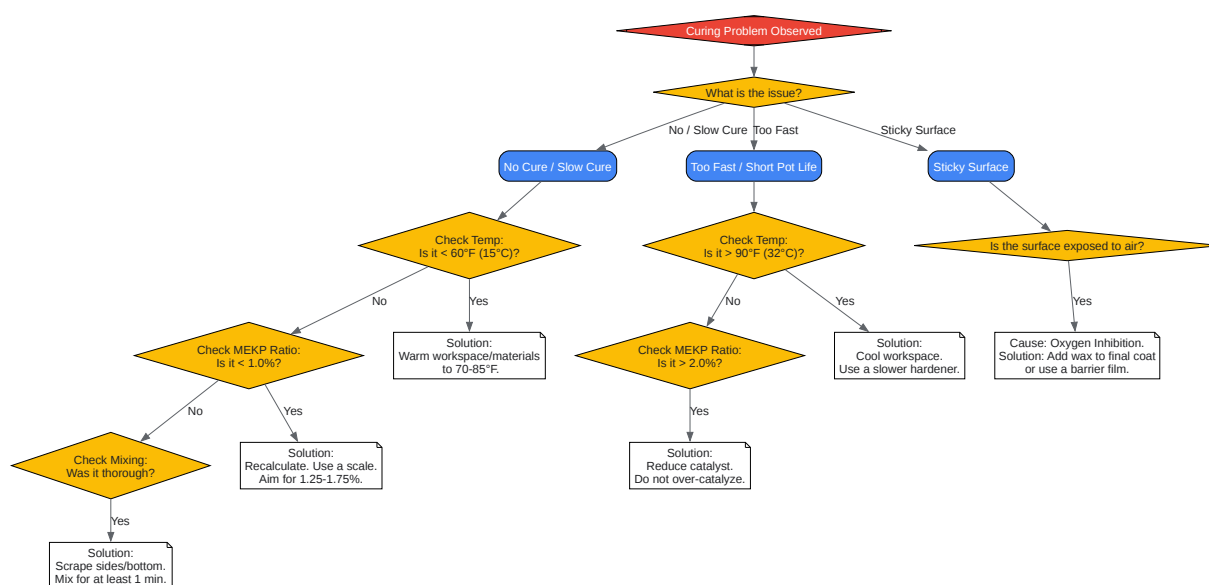 Curing Problem Observed
What is the issue?
No / Slow Cure
Too Fast
Sticky Surface
No Cure / Slow Cure
Too Fast / Short Pot Life
Sticky Surface
Check Temp:
Is it < 60°F (15°C)?
Check Temp:
Is it > 90°F (32°C)?
Is the surface exposed to air?
No
Yes
No
Yes
Yes
Check MEKP Ratio:
Is it < 1.0%?
Solution:
Warm workspace/materials
to 70-85°F.
Check MEKP Ratio:
Is it > 2.0%?
Solution:
Cool workspace.
Use a slower hardener.
Cause: Oxygen Inhibition.
Solution: Add wax to final coat
or use a barrier film.
No
Yes
Yes
Check Mixing:
Was it thorough?
Solution:
Recalculate. Use a scale.
Aim for 1.25-1.75%.
Solution:
Reduce catalyst.
Do not over-catalyze.
Yes
Solution:
Scrape sides/bottom.
Mix for at least 1 min.